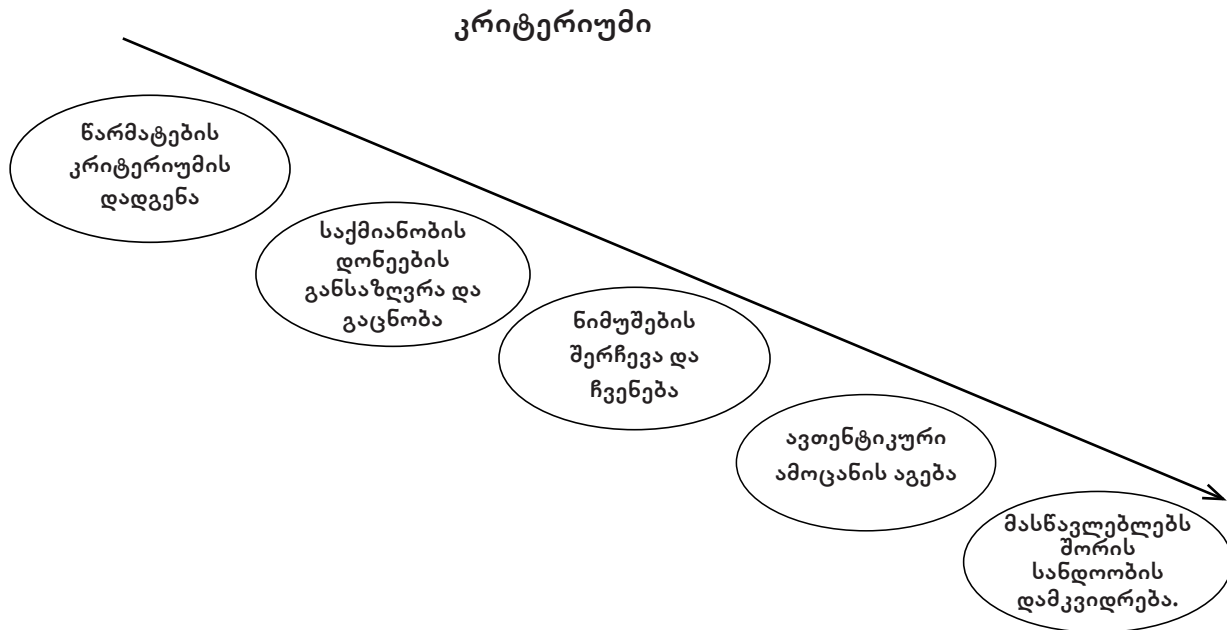 კრიტერიუმი
წარმატების
კრიტერიუმის
დადგენა
საქმიანობის
დონეების
განსაზღვრა და
გაცნობა
ნიმუშების
შერჩევა და
ჩვენება
ავთენტიკური
ამოცანის აგება
მასწავლებლებს
შორის
სანდოობის
დამკვიდრება.